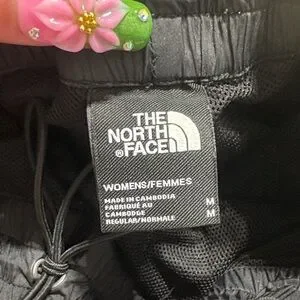 THE
NORTH
FACE
WOMENS/FEMMES
MADE IN CAMBODIA
FABRIQUÉ AU
CAMBODGE
REGULAR/NORMALE
M
M